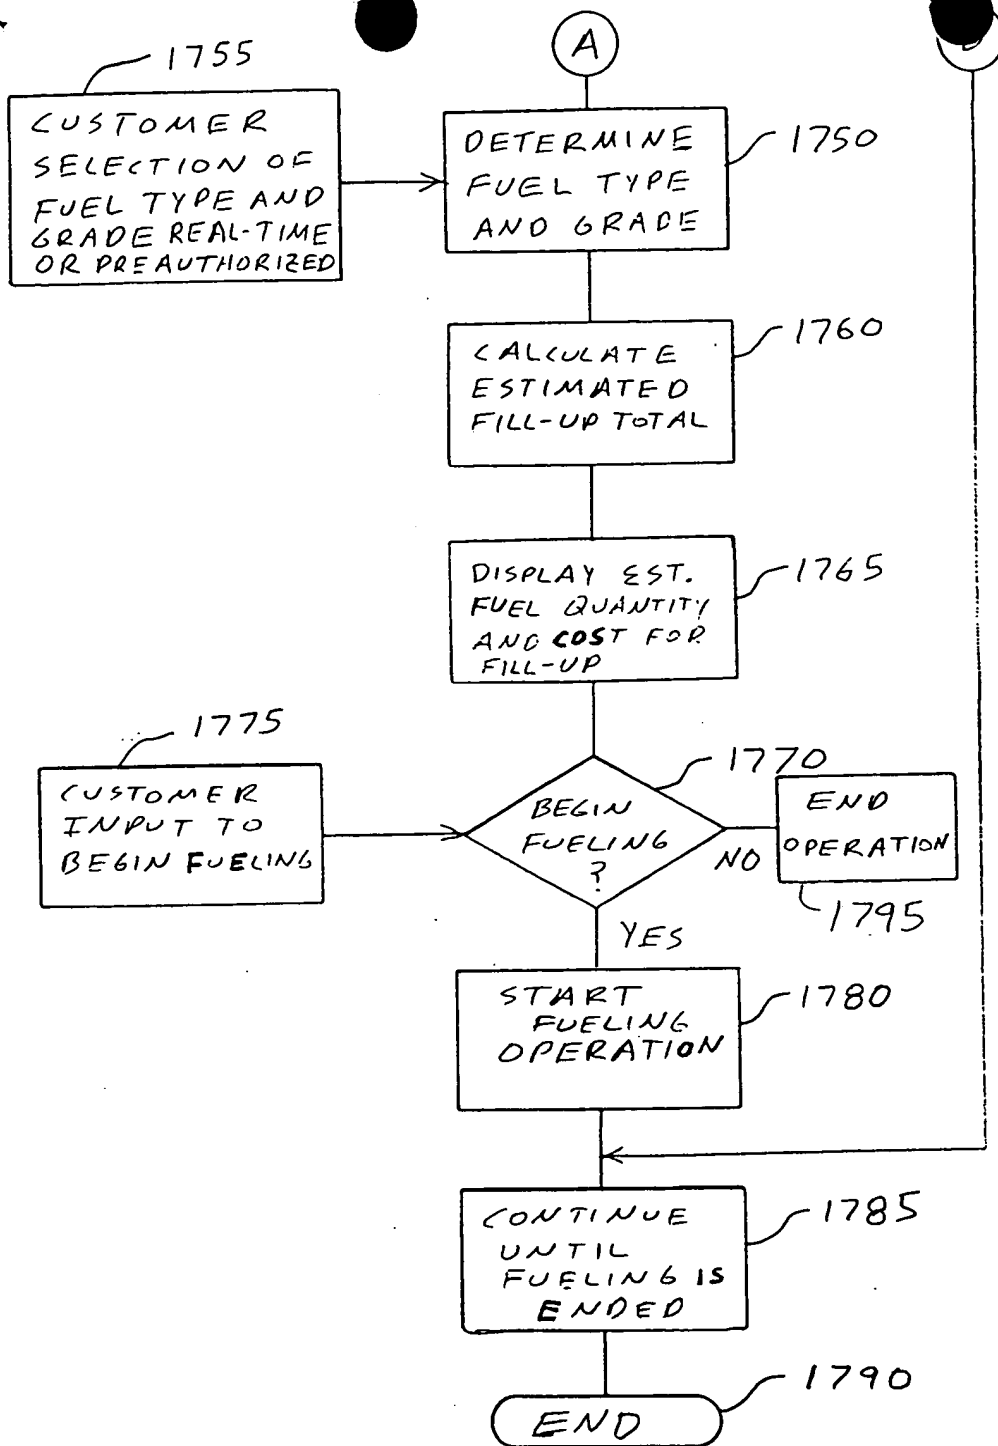 A
1755
CUSTOMER
SELECTION OF
FUEL TYPE AND
GRADE REAL-TIME
OR PREAUTHORIZED
DETERMINE
FUEL TYPE
AND GRADE
1750
CALCULATE
ESTIMATED
FILL-UP TOTAL
1760
DISPLAY EST.
FUEL QUANTITY
AND COST FOR
FILL-UP
1765
1775
CUSTOMER
INPUT TO
BEGIN FUELING
BEGIN
FUELING
?
1770
NO
END
OPERATION
1795
YES
START
FUELING
OPERATION
1780
CONTINUE
UNTIL
FUELING IS
ENDED
1785
END
1790